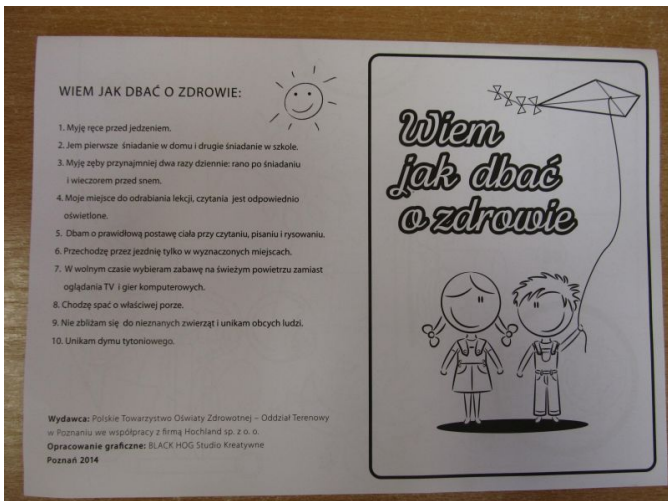 WIEM JAK DBAĆ O ZDROWIE:
1. Myję ręce przed jedzeniem.
2. Jem pierwsze śniadanie w domu i drugie śniadanie w szkole.
3. Myję zęby przynajmniej dwa razy dziennie: rano po śniadaniu
i wieczorem przed snem.
4. Moje miejsce do odrabiania lekcji, czytania jest odpowiednio
oświetlone.
5. Dbam o prawidłową postawę ciała przy czytaniu, pisaniu i rysowaniu.
6. Przechodzę przez jezdnię tylko w wyznaczonych miejscach.
7. W wolnym czasie wybieram zabawę na świeżym powietrzu zamiast
oglądania TV i gier komputerowych.
8. Chodzę spać o właściwej porze.
9. Nie zbliżam się do nieznanych zwierząt i unikam obcych ludzi.
10. Unikam dymu tytoniowego.
Wydawca: Polskie Towarzystwo Oświaty Zdrowotnej – Oddział Terenowy
w Poznaniu we współpracy z firmą Hochland sp. z o. o.
Opracowanie graficzne: BLACK HOG Studio Kreatywne
Poznań 2014
Wiem
jak dbać
o zdrowie